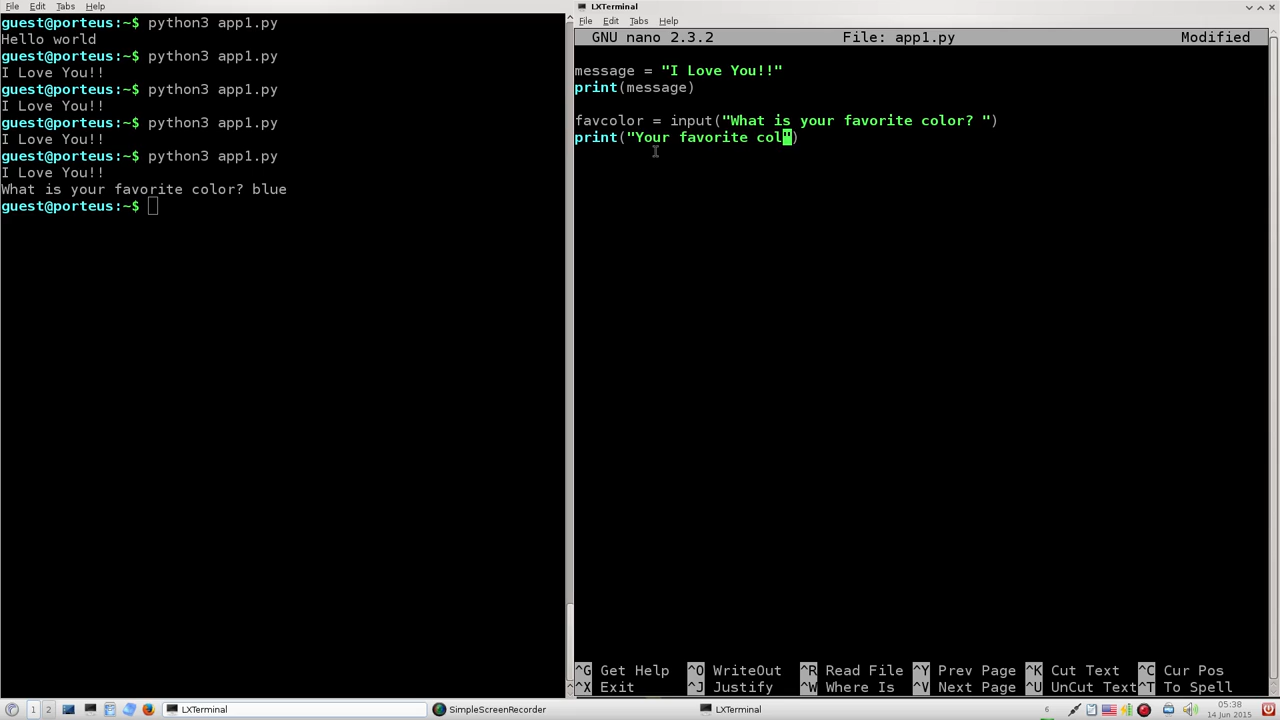 File Edit Tabs Help
guest@porteus:~$ python3 app1.py
Hello world
guest@porteus:~$ python3 app1.py
I Love You!!
guest@porteus:~$ python3 app1.py
I Love You!!
guest@porteus:~$ python3 app1.py
I Love You!!
guest@porteus:~$ python3 app1.py
I Love You!!
What is your favorite color? blue
guest@porteus:~$
LXTerminal
File Edit Tabs Help
GNU nano 2.3.2 File: app1.py Modified
message = "I Love You!!"
print(message)
favcolor = input("What is your favorite color? ")
print("Your favorite col")
^G Get Help ^O WriteOut ^R Read File ^Y Prev Page ^K Cut Text ^C Cur Pos
^X Exit ^J Justify ^W Where Is ^V Next Page ^U UnCut Text ^T To Spell
1 2 LXTerminal SimpleScreenRecorder LXTerminal 6 05:38
14 Jun 2015